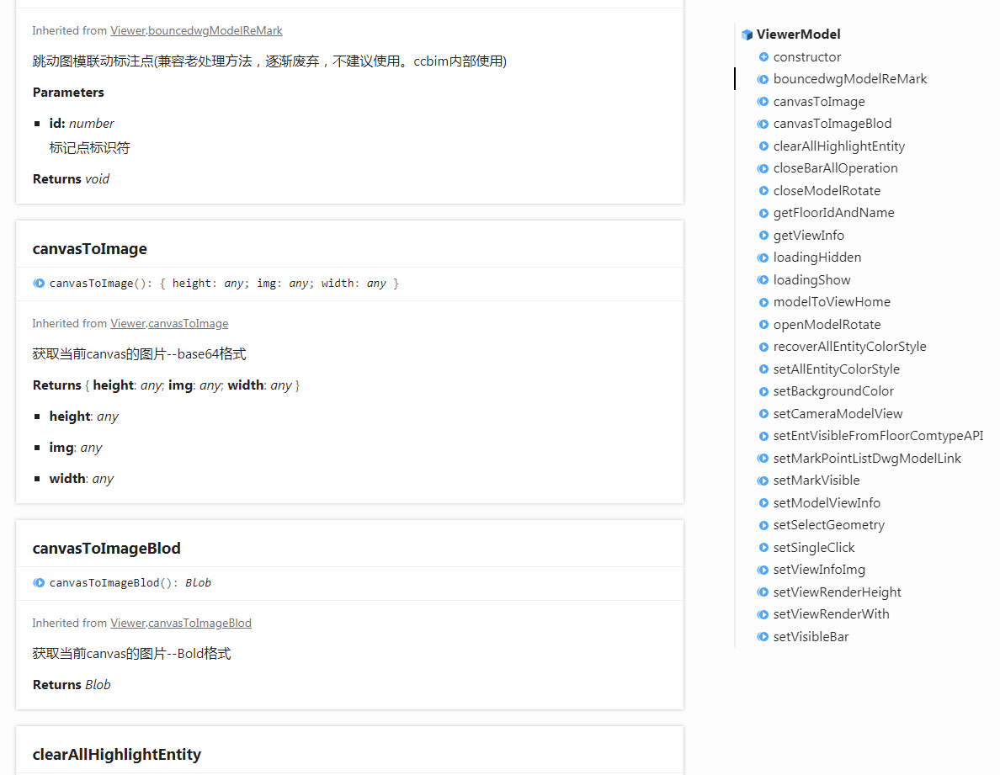 Inherited from Viewer.bouncedwgModelReMark
跳动图模联动标注点(兼容老处理方法，逐渐废弃，不建议使用。ccbim内部使用)
Parameters
id: number
标记点标识符
Returns void
canvasToImage
canvasToImage(): { height: any; img: any; width: any }
Inherited from Viewer.canvasToImage
获取当前canvas的图片--base64格式
Returns { height: any; img: any; width: any }
height: any
img: any
width: any
canvasToImageBlod
canvasToImageBlod(): Blob
Inherited from Viewer.canvasToImageBlod
获取当前canvas的图片--Bold格式
Returns Blob
clearAllHighlightEntity
ViewerModel
constructor
bouncedwgModelReMark
canvasToImage
canvasToImageBlod
clearAllHighlightEntity
closeBarAllOperation
closeModelRotate
getFloorIdAndName
getViewInfo
loadingHidden
loadingShow
modelToViewHome
openModelRotate
recoverAllEntityColorStyle
setAllEntityColorStyle
setBackgroundColor
setCameraModelView
setEntVisibleFromFloorComtypeAPI
setMarkPointListDwgModelLink
setMarkVisible
setModelViewInfo
setSelectGeometry
setSingleClick
setViewInfoImg
setViewRenderHeight
setViewRenderWith
setVisibleBar